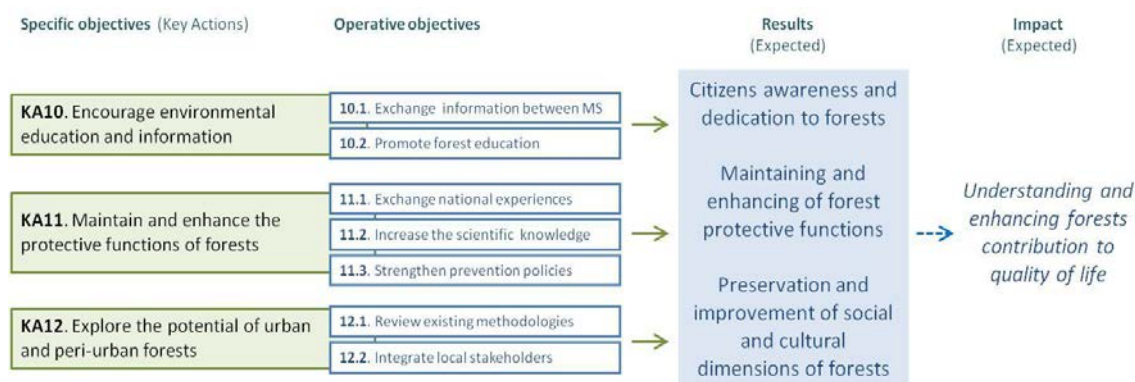 Specific objectives (Key Actions)
Operative objectives
Results
(Expected)
Impact
(Expected)
KA10. Encourage environmental
education and information
10.1. Exchange information between MS
10.2. Promote forest education
Citizens awareness and
dedication to forests
KA11. Maintain and enhance the
protective functions of forests
11.1. Exchange national experiences
11.2. Increase the scientific knowledge
11.3. Strengthen prevention policies
Maintaining and
enhancing of forest
protective functions
KA12. Explore the potential of urban
and peri-urban forests
12.1. Review existing methodologies
12.2. Integrate local stakeholders
Preservation and
improvement of social
and cultural
dimensions of forests
Understanding and
enhancing forests
contribution to
quality of life